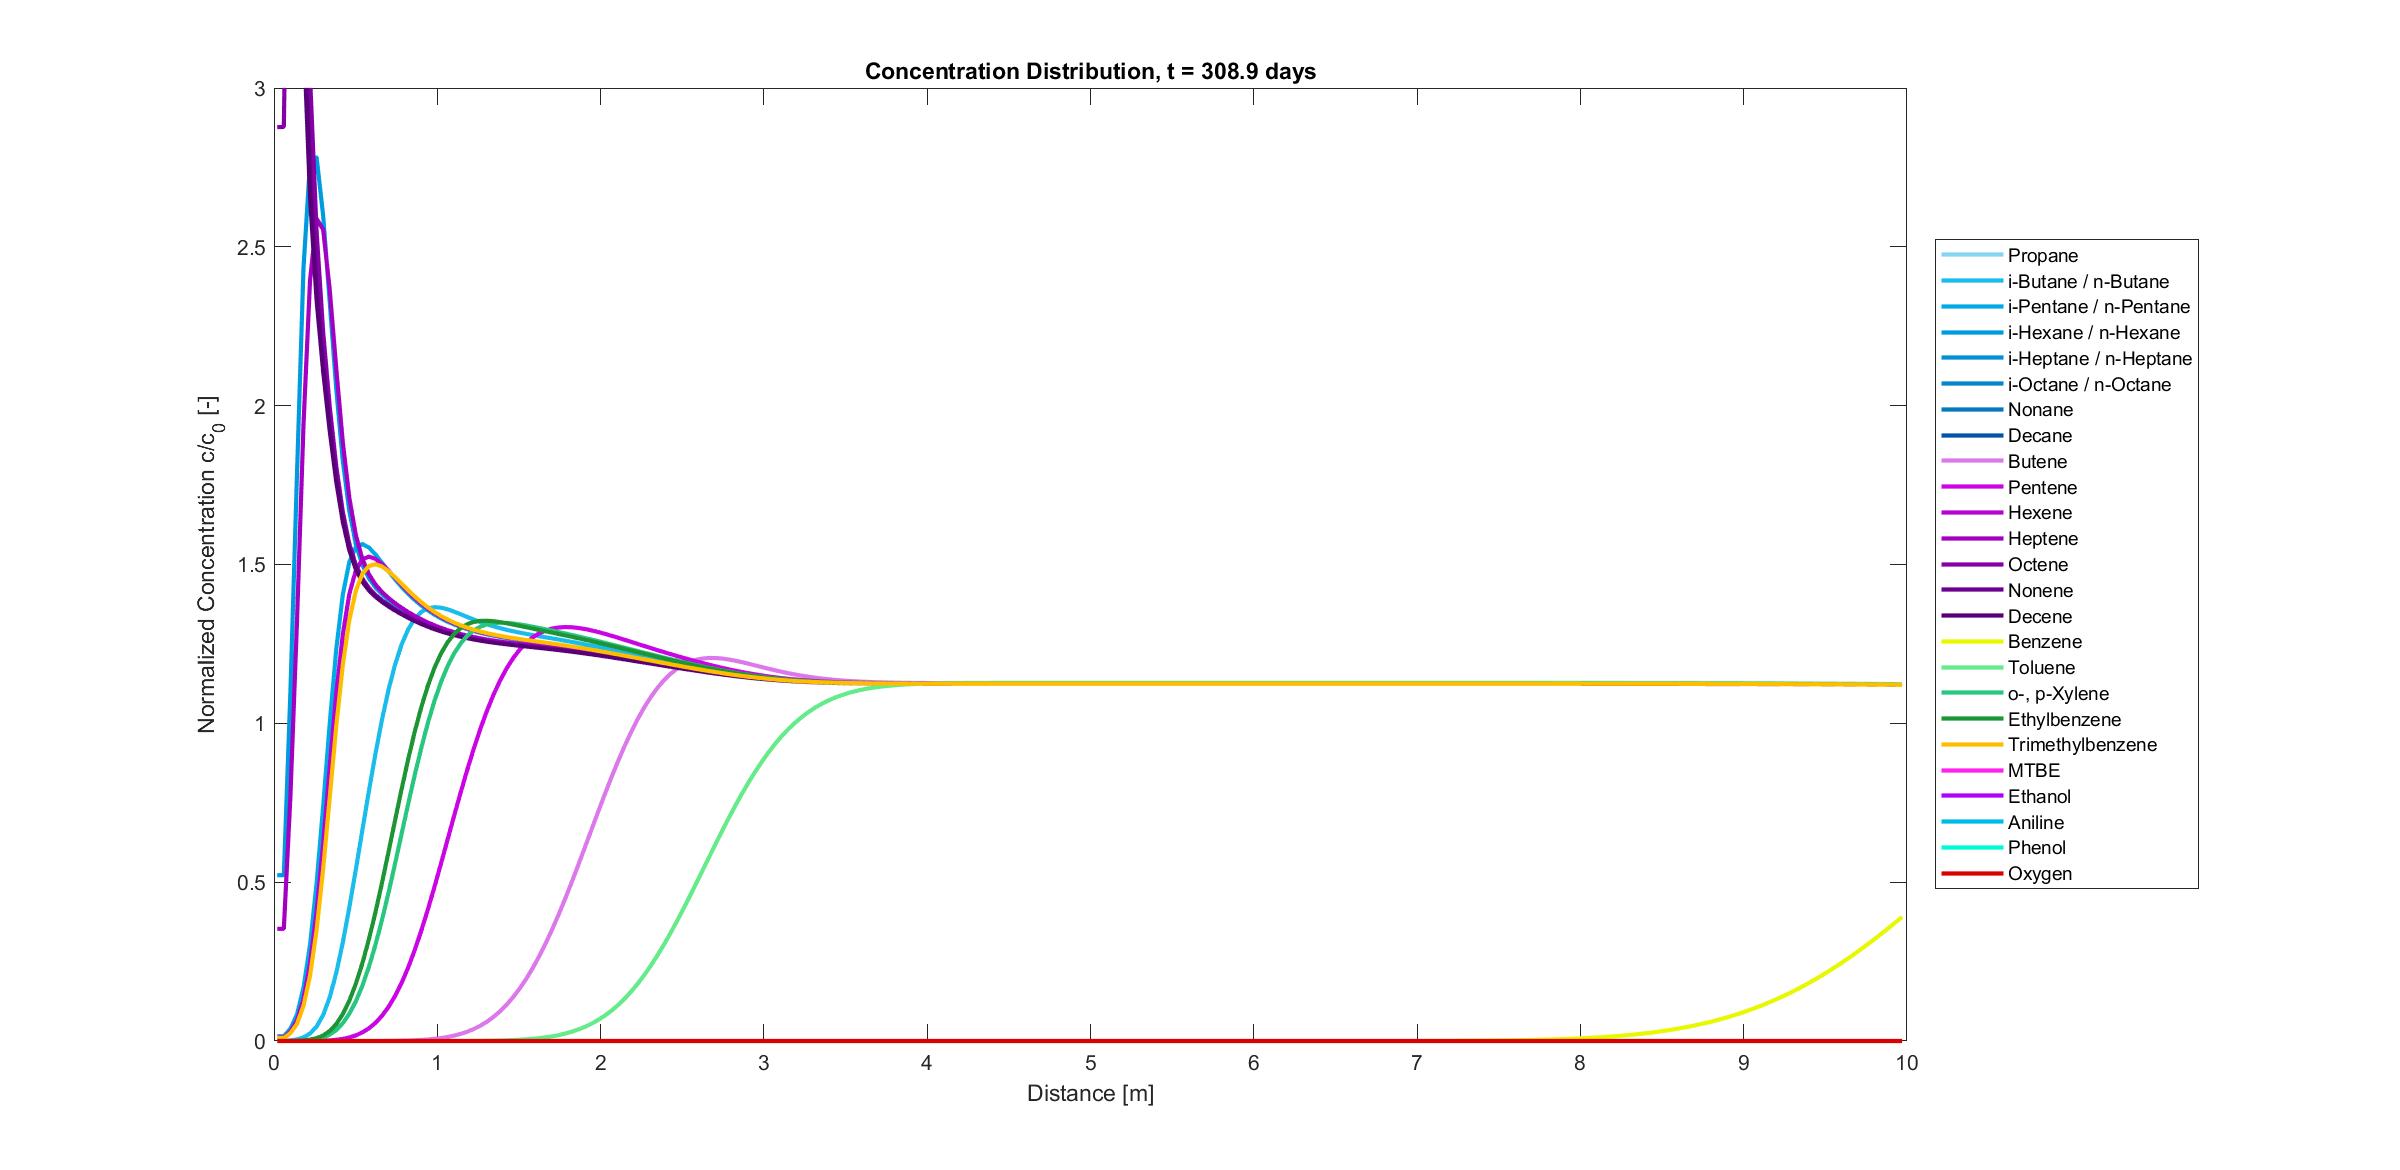 Concentration Distribution, t = 308.9 days
3
2.5
2
1.5
1
0.5
0
Normalized Concentration c/c0 [-]
0 1 2 3 4 5 6 7 8 9 10
Distance [m]
Propane
i-Butane / n-Butane
i-Pentane / n-Pentane
i-Hexane / n-Hexane
i-Heptane / n-Heptane
i-Octane / n-Octane
Nonane
Decane
Butene
Pentene
Hexene
Heptene
Octene
Nonene
Decene
Benzene
Toluene
o-, p-Xylene
Ethylbenzene
Trimethylbenzene
MTBE
Ethanol
Aniline
Phenol
Oxygen